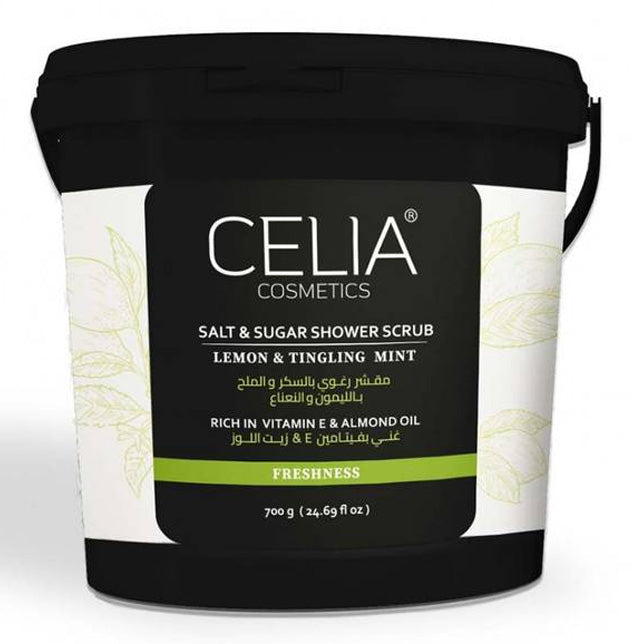 CELIA®
COSMETICS
SALT & SUGAR SHOWER SCRUB
LEMON & TINGLING MINT
مقشر رغوي بالسكر و الملح
بـالليمون و النعناع
RICH IN VITAMIN E & ALMOND OIL
غني بفيتامين E & زيت اللوز
FRESHNESS
700 g ( 24.69 fl oz )